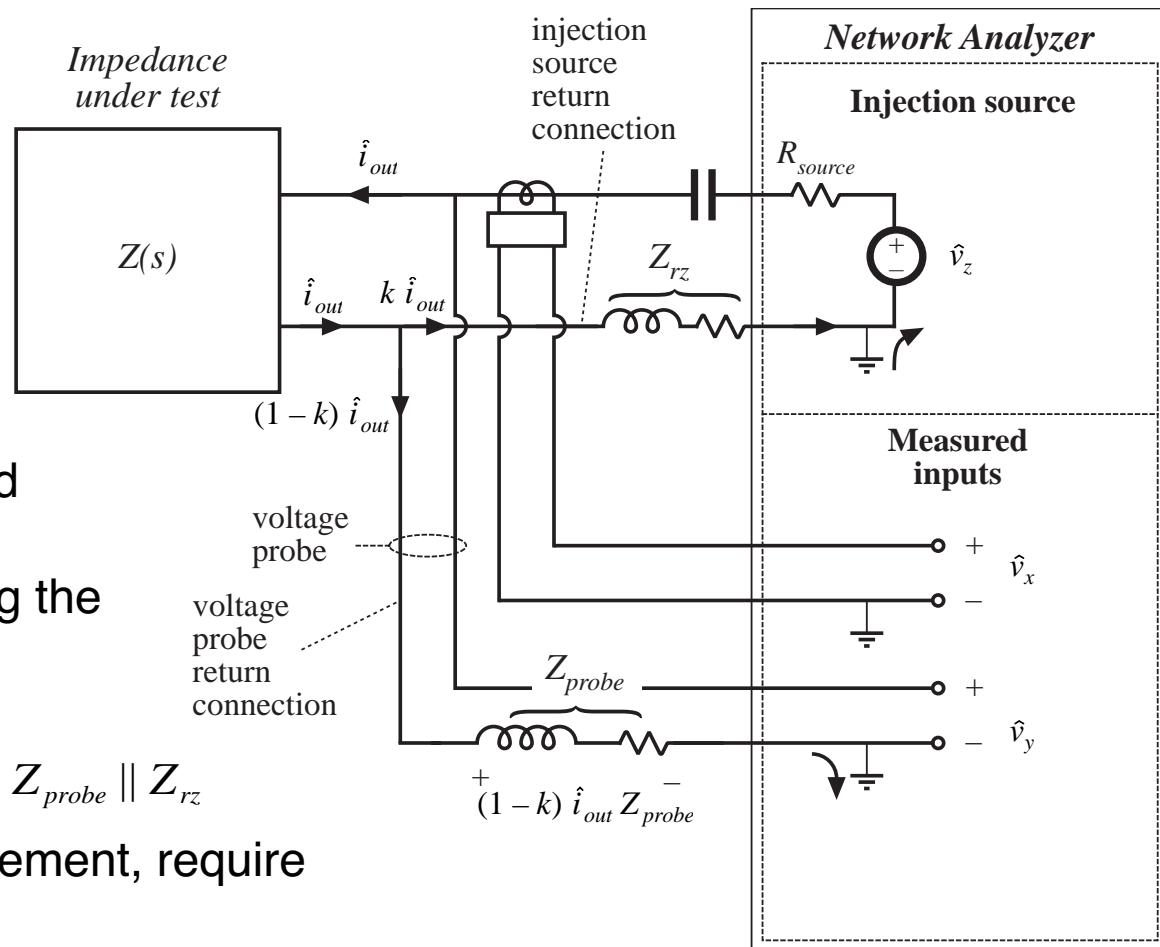 Network Analyzer
Injection source
injection
source
return
connection
Impedance
under test
Z(s)
î_out
R_source
+
–
v̂_z
Z_rz
î_out
k î_out
(1 – k) î_out
Measured
inputs
d
g the
voltage
probe
voltage
probe
return
connection
+
v̂_x
–
Z_probe
+
v̂_y
–
+ –
(1 – k) î_out Z_probe
Z_probe || Z_rz
ement, require